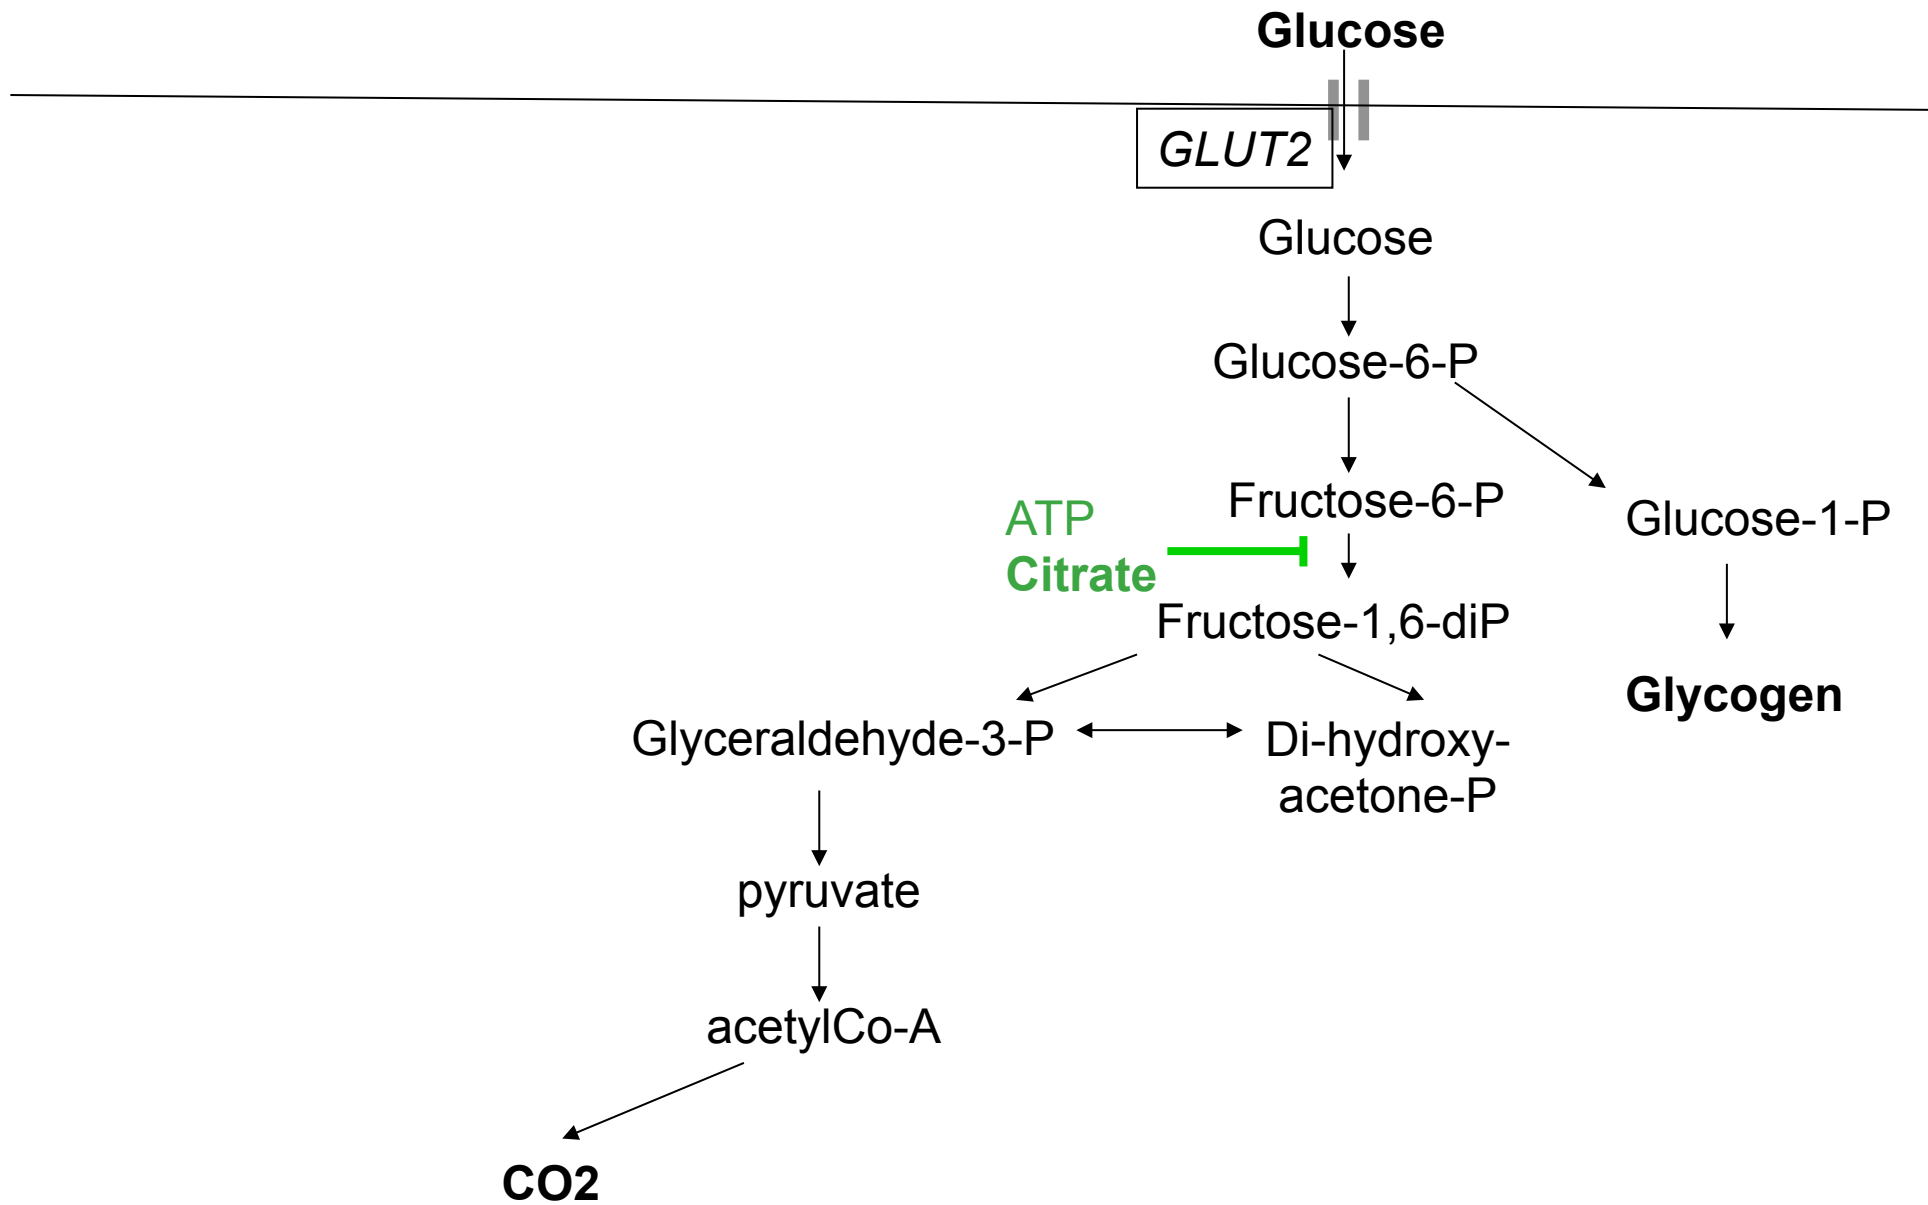 Glucose
GLUT2
Glucose
Glucose-6-P
Fructose-6-P
Glucose-1-P
ATP
Citrate
Fructose-1,6-diP
Glycogen
Glyceraldehyde-3-P
Di-hydroxy-
acetone-P
pyruvate
acetylCo-A
CO2